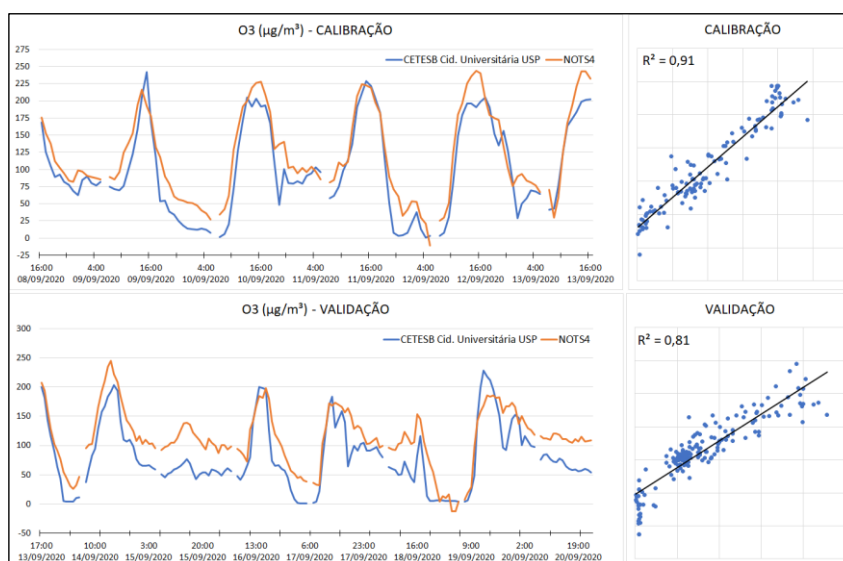 O3 (µg/m³) - CALIBRAÇÃO
CETESB Cid. Universitária USP
NOTS4
275
250
225
200
175
150
125
100
75
50
25
0
-25
16:00 4:00 16:00 4:00 16:00 4:00 16:00 4:00 16:00 4:00 16:00
08/09/2020 09/09/2020 09/09/2020 10/09/2020 10/09/2020 11/09/2020 11/09/2020 12/09/2020 12/09/2020 13/09/2020 13/09/2020
CALIBRAÇÃO
R² = 0,91
O3 (µg/m³) - VALIDAÇÃO
CETESB Cid. Universitária USP
NOTS4
300
250
200
150
100
50
0
-50
17:00 10:00 3:00 20:00 13:00 6:00 23:00 16:00 9:00 2:00 19:00
13/09/2020 14/09/2020 15/09/2020 15/09/2020 16/09/2020 17/09/2020 17/09/2020 18/09/2020 19/09/2020 20/09/2020 20/09/2020
VALIDAÇÃO
R² = 0,81